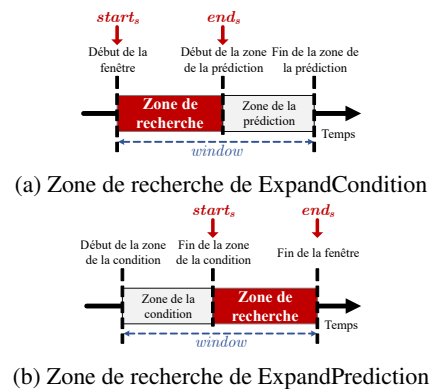 start_s end_s
Début de la Début de la zone Fin de la zone de
fenêtre de la prédiction la prédiction
Zone de Zone de la
recherche prédiction
Temps
window
(a) Zone de recherche de ExpandCondition
start_s end_s
Début de la zone Fin de la zone
de la condition de la condition Fin de la fenêtre
Zone de la Zone de
condition recherche
Temps
window
(b) Zone de recherche de ExpandPrediction